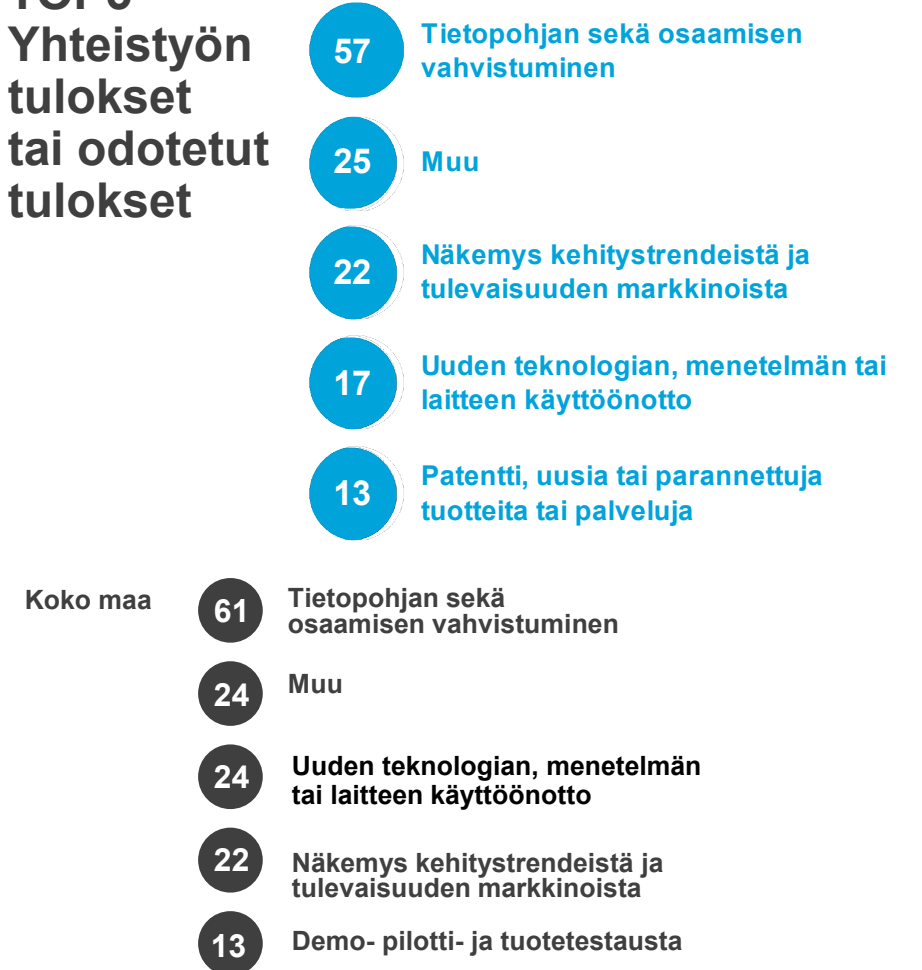 Yhteistyön
tulokset
tai odotetut
tulokset
57
Tietopohjan sekä osaamisen
vahvistuminen
25
Muu
22
Näkemys kehitystrendeistä ja
tulevaisuuden markkinoista
17
Uuden teknologian, menetelmän tai
laitteen käyttöönotto
13
Patentti, uusia tai parannettuja
tuotteita tai palveluja
Koko maa
61
Tietopohjan sekä
osaamisen vahvistuminen
24
Muu
24
Uuden teknologian, menetelmän
tai laitteen käyttöönotto
22
Näkemys kehitystrendeistä ja
tulevaisuuden markkinoista
13
Demo- pilotti- ja tuotetestausta